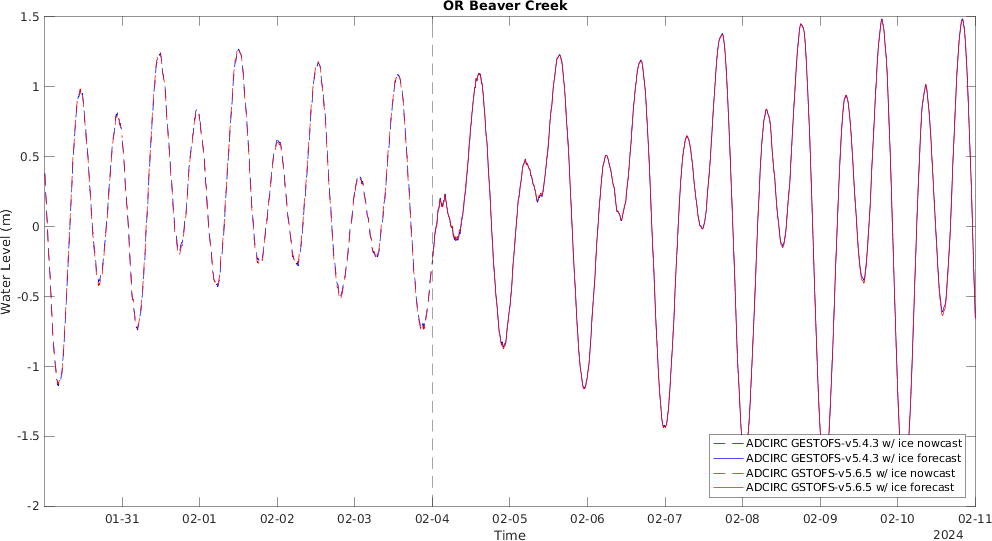 OR Beaver Creek
1.5
1
0.5
0
-0.5
-1
-1.5
-2
Water Level (m)
ADCIRC GESTOFS-v5.4.3 w/ ice nowcast
ADCIRC GESTOFS-v5.4.3 w/ ice forecast
ADCIRC GSTOFS-v5.6.5 w/ ice nowcast
ADCIRC GSTOFS-v5.6.5 w/ ice forecast
01-31 02-01 02-02 02-03 02-04 02-05 02-06 02-07 02-08 02-09 02-10 02-11
Time
2024